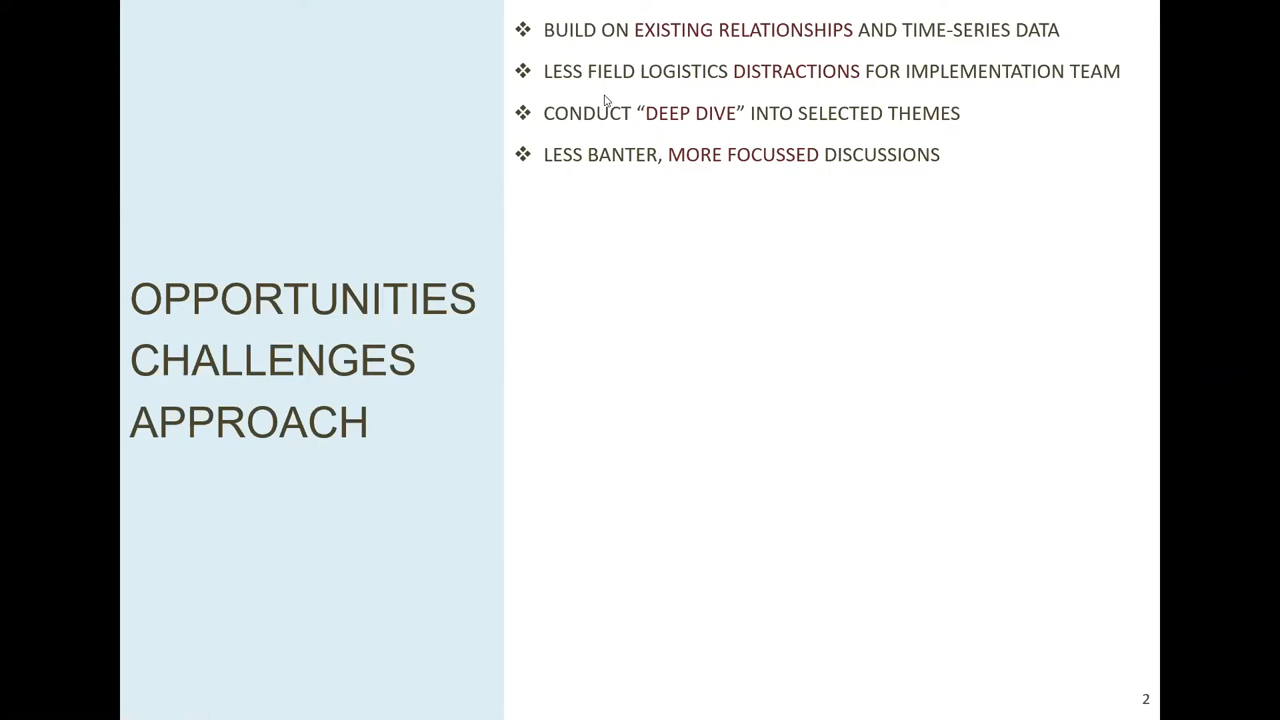 OPPORTUNITIES
CHALLENGES
APPROACH
❖ BUILD ON EXISTING RELATIONSHIPS AND TIME-SERIES DATA
❖ LESS FIELD LOGISTICS DISTRACTIONS FOR IMPLEMENTATION TEAM
❖ CONDUCT “DEEP DIVE” INTO SELECTED THEMES
❖ LESS BANTER, MORE FOCUSSED DISCUSSIONS
2